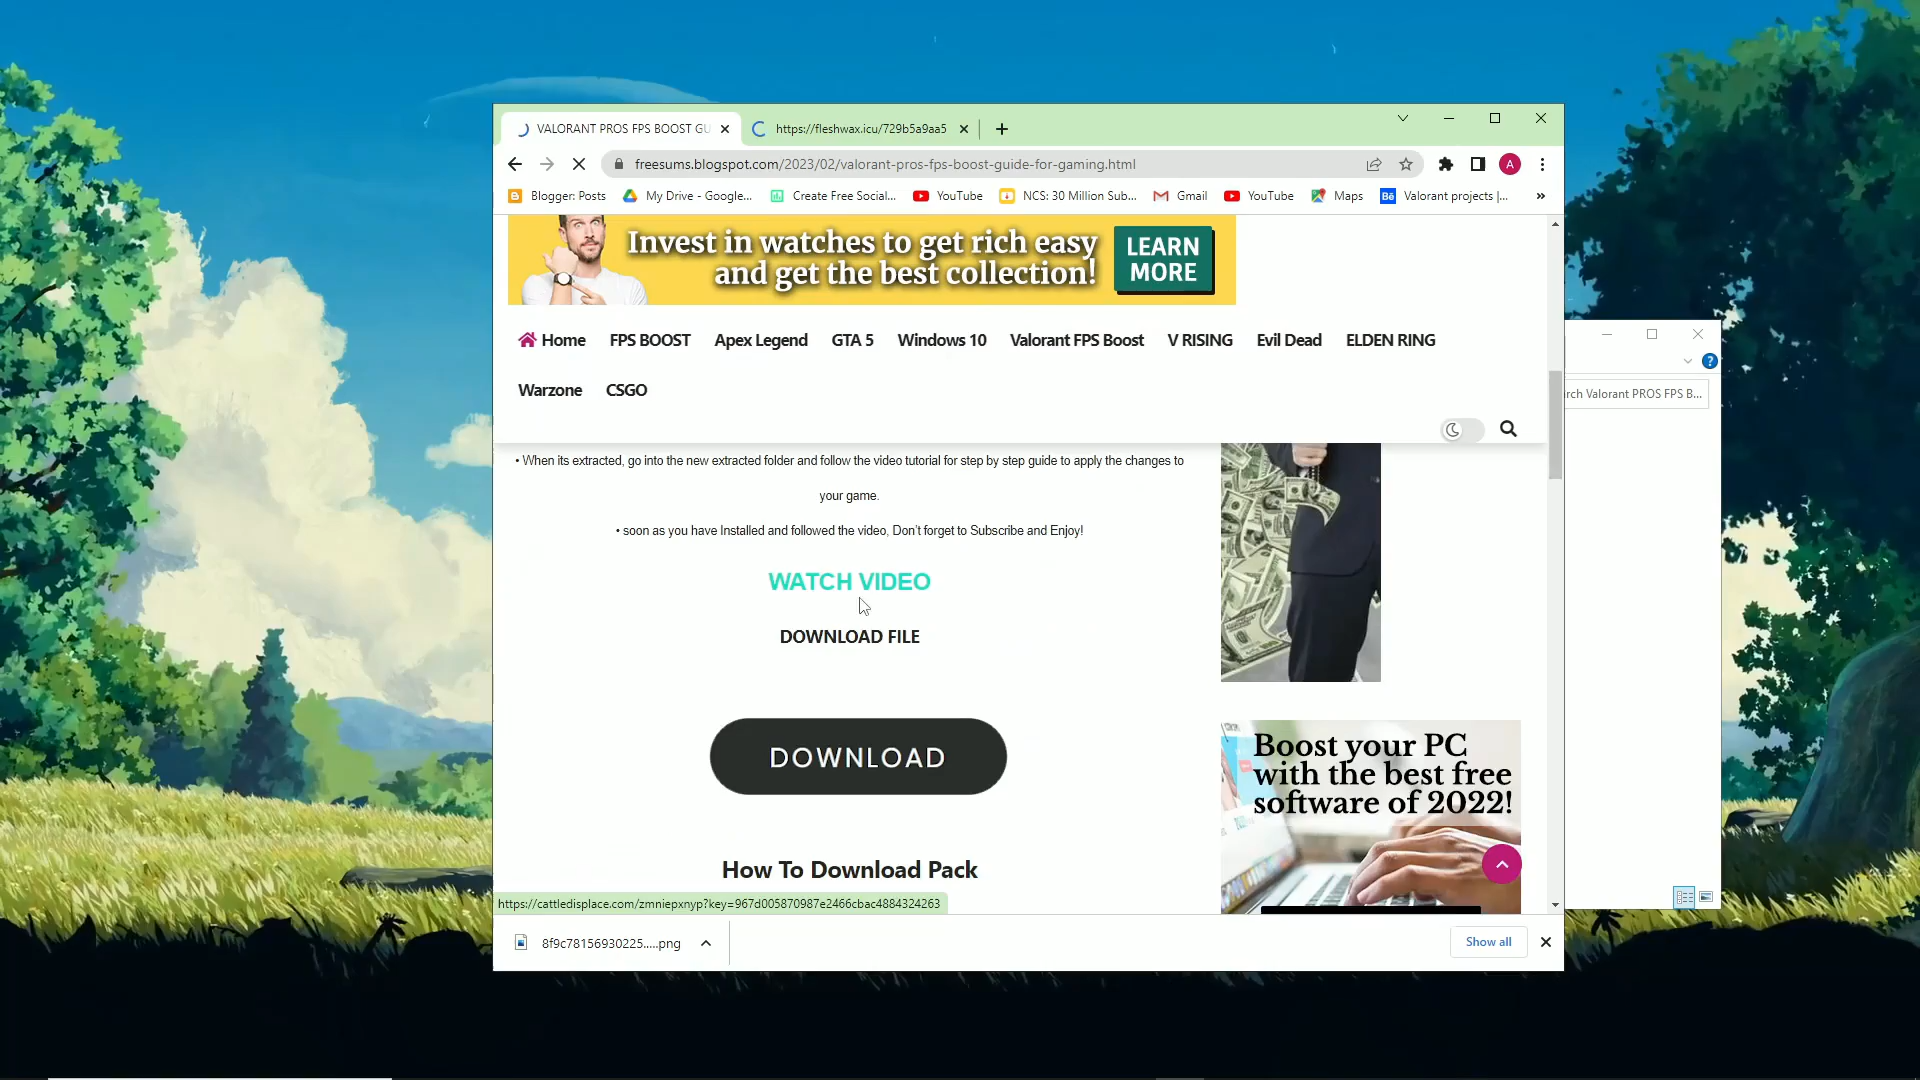 VALORANT PROS FPS BOOST GU
https://fleshwax.icu/729b5a9aa5
freesums.blogspot.com/2023/02/valorant-pros-fps-boost-guide-for-gaming.html
A
Blogger: Posts
My Drive - Google...
Create Free Social...
YouTube
NCS: 30 Million Sub...
Gmail
YouTube
Maps
Bē Valorant projects |...
»
Invest in watches to get rich easy
and get the best collection!
LEARN
MORE
Home FPS BOOST Apex Legend GTA 5 Windows 10 Valorant FPS Boost V RISING Evil Dead ELDEN RING
Warzone CSGO
rch Valorant PROS FPS B...
• When its extracted, go into the new extracted folder and follow the video tutorial for step by step guide to apply the changes to
your game.
• soon as you have Installed and followed the video, Don't forget to Subscribe and Enjoy!
WATCH VIDEO
DOWNLOAD FILE
DOWNLOAD
Boost your PC
with the best free
software of 2022!
How To Download Pack
https://cattledisplace.com/zmniepxnyp?key=967d005870987e2466cbac4884324263
8f9c78156930225.....png
Show all